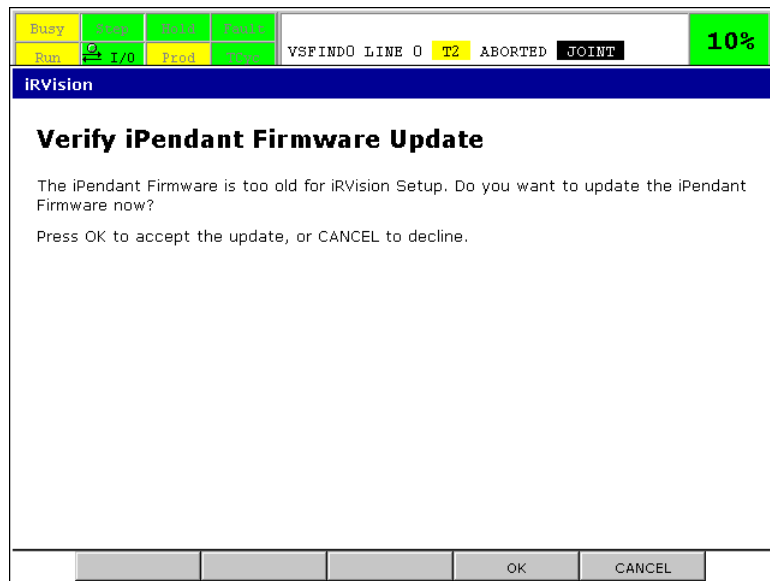 Busy Step Hold Fault
Run I/O Prod TCyc
VSFINDO LINE 0 T2 ABORTED JOINT
10%
iRVision
Verify iPendant Firmware Update
The iPendant Firmware is too old for iRVision Setup. Do you want to update the iPendant
Firmware now?
Press OK to accept the update, or CANCEL to decline.
OK CANCEL